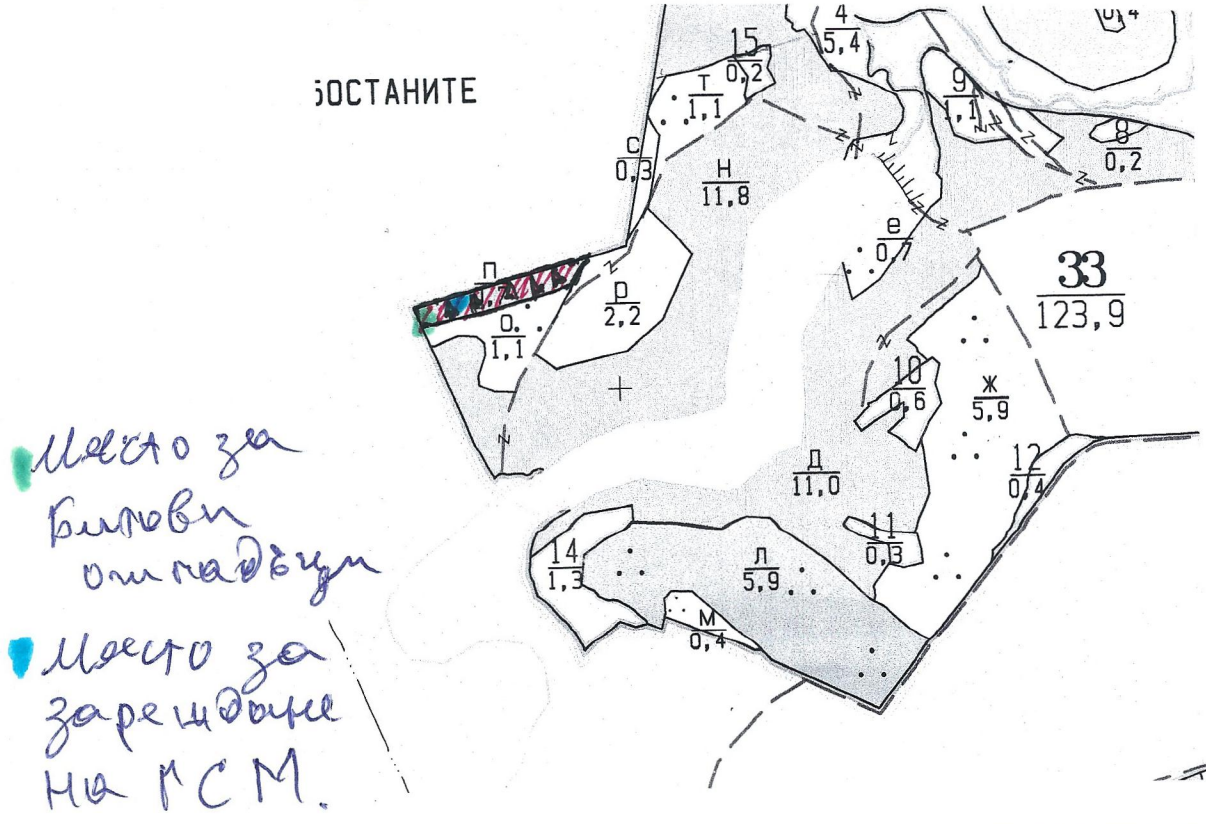 0,4
4
5,4
15
0,2
БОСТАНИТЕ
т
1,1
9
1,1
8
0,2
с
0,3
н
11,8
е
0,7
33
123,9
п
р
2,2
о
1,1
10
0,6
ж
5,9
Място за
битови
отпадъци
д
11,0
12
0,4
11
0,3
14
1,3
л
5,9
м
0,4
Място за
зареждане
на ГСМ.